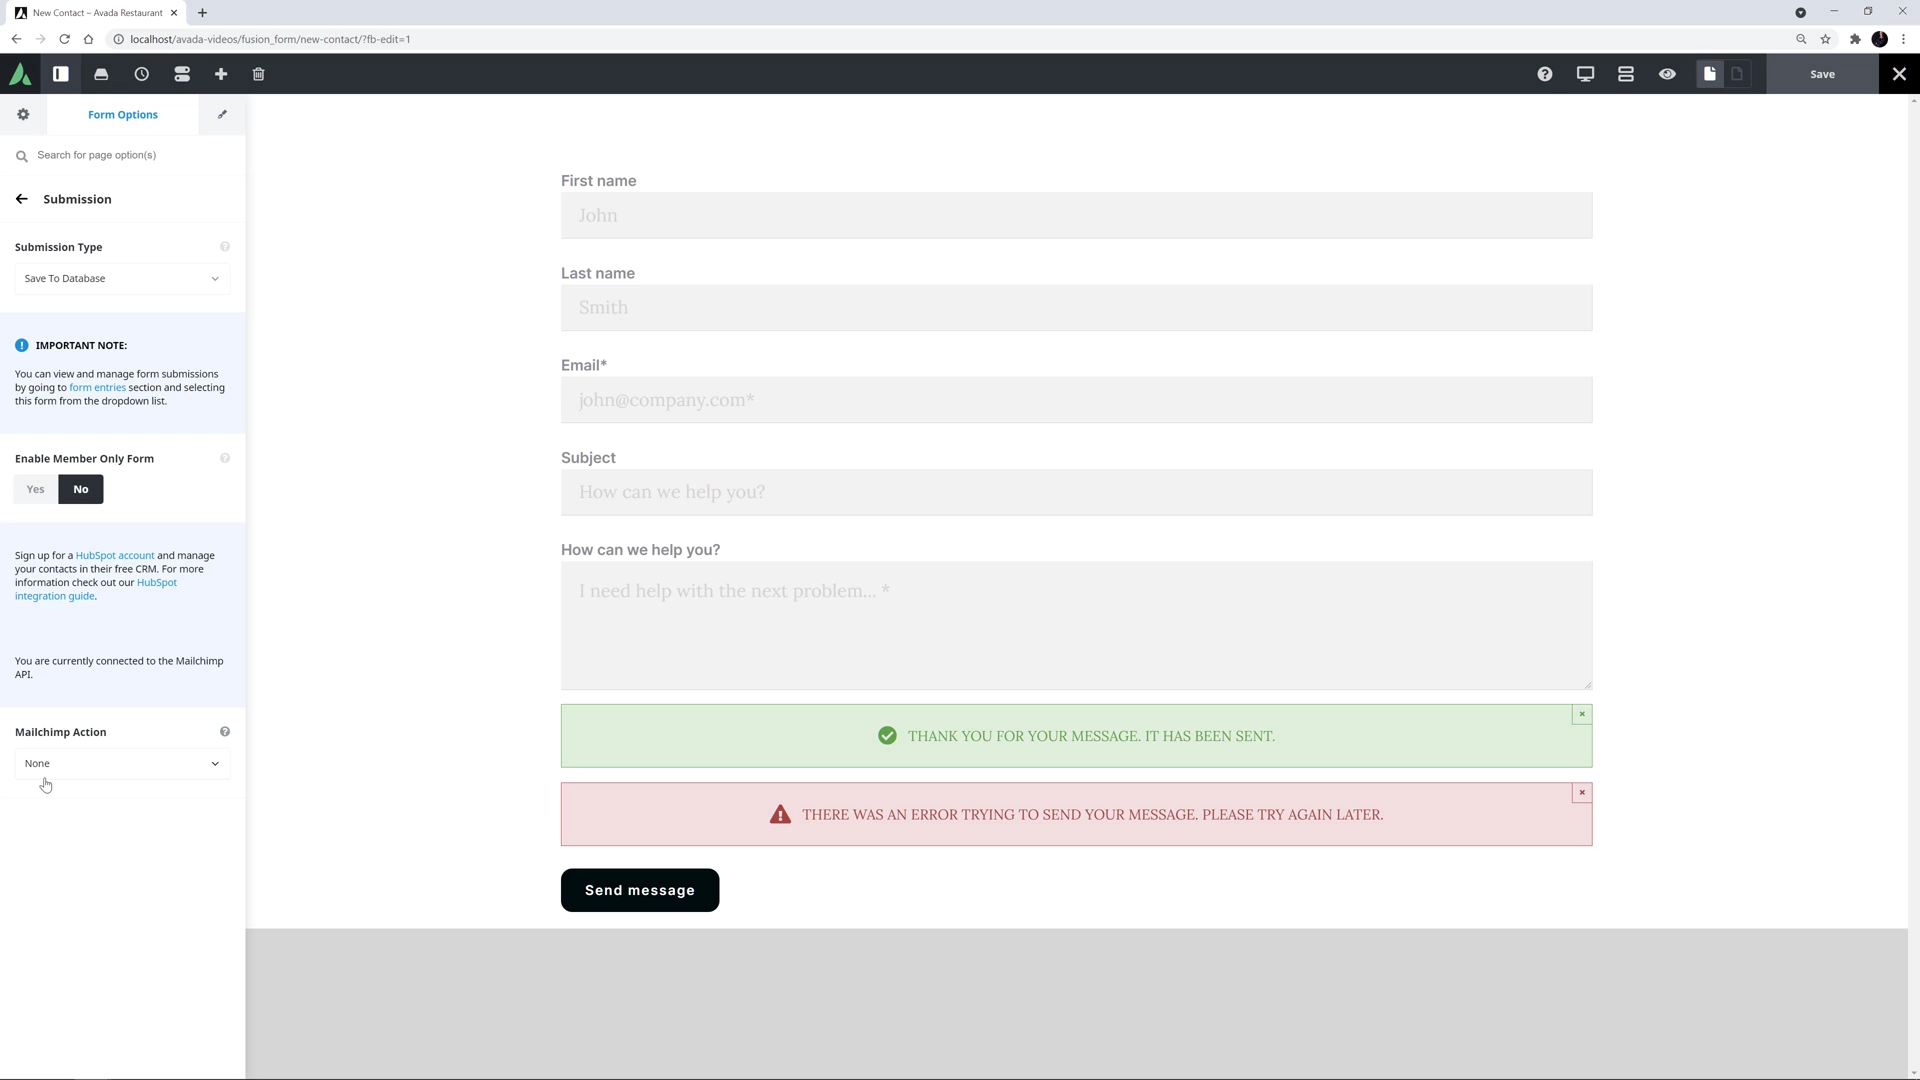 New Contact – Avada Restaurant
localhost/avada-videos/fusion_form/new-contact/?fb-edit=1
Save
Form Options
Search for page option(s)
Submission
Submission Type
Save To Database
IMPORTANT NOTE:
You can view and manage form submissions
by going to form entries section and selecting
this form from the dropdown list.
Enable Member Only Form
Yes
No
Sign up for a HubSpot account and manage
your contacts in their free CRM. For more
information check out our HubSpot
integration guide.
You are currently connected to the Mailchimp
API.
Mailchimp Action
None
First name
John
Last name
Smith
Email*
john@company.com*
Subject
How can we help you?
How can we help you?
I need help with the next problem... *
THANK YOU FOR YOUR MESSAGE. IT HAS BEEN SENT.
THERE WAS AN ERROR TRYING TO SEND YOUR MESSAGE. PLEASE TRY AGAIN LATER.
Send message